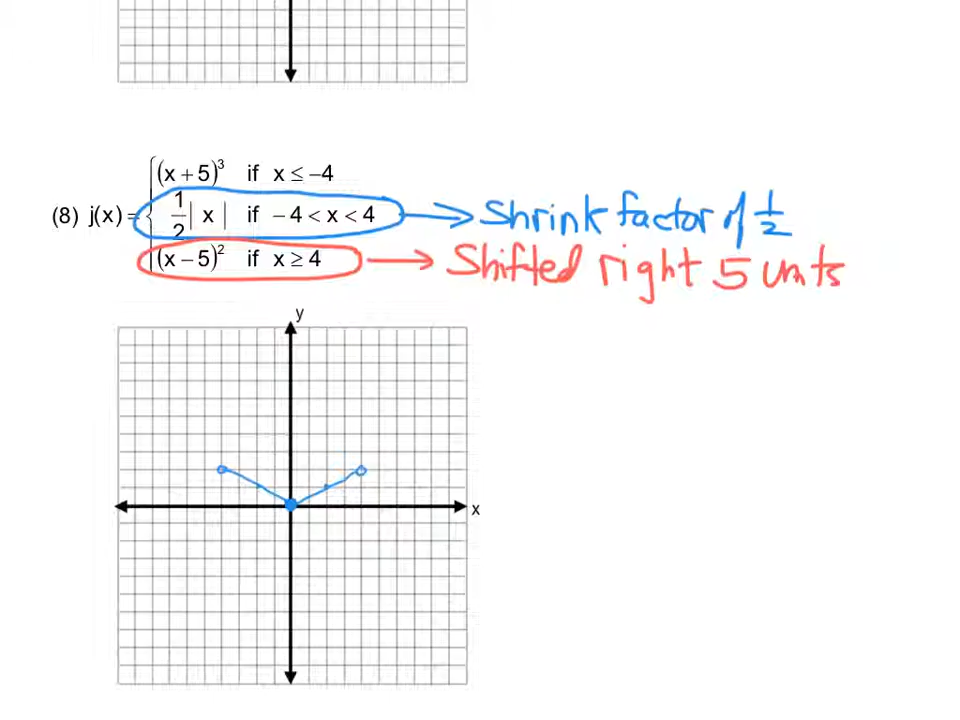 (x + 5)³ if x ≤ −4
(8) j(x) = 1/2 | x | if − 4 < x < 4 → Shrink factor of 1/2
(x − 5)² if x ≥ 4 → Shifted right 5 units
y
x